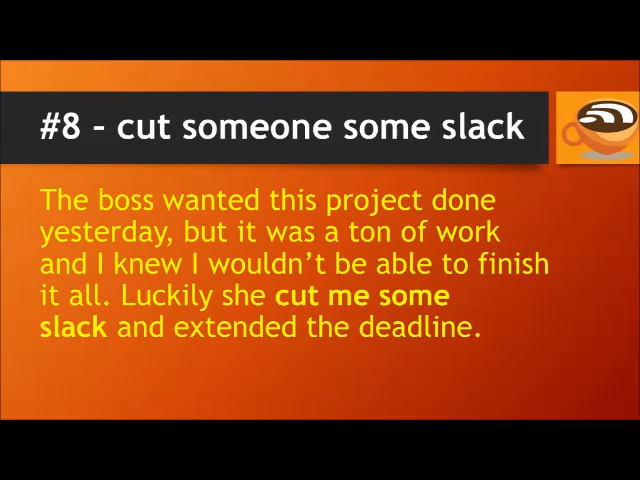 #8 – cut someone some slack
The boss wanted this project done
yesterday, but it was a ton of work
and I knew I wouldn’t be able to finish
it all. Luckily she cut me some
slack and extended the deadline.